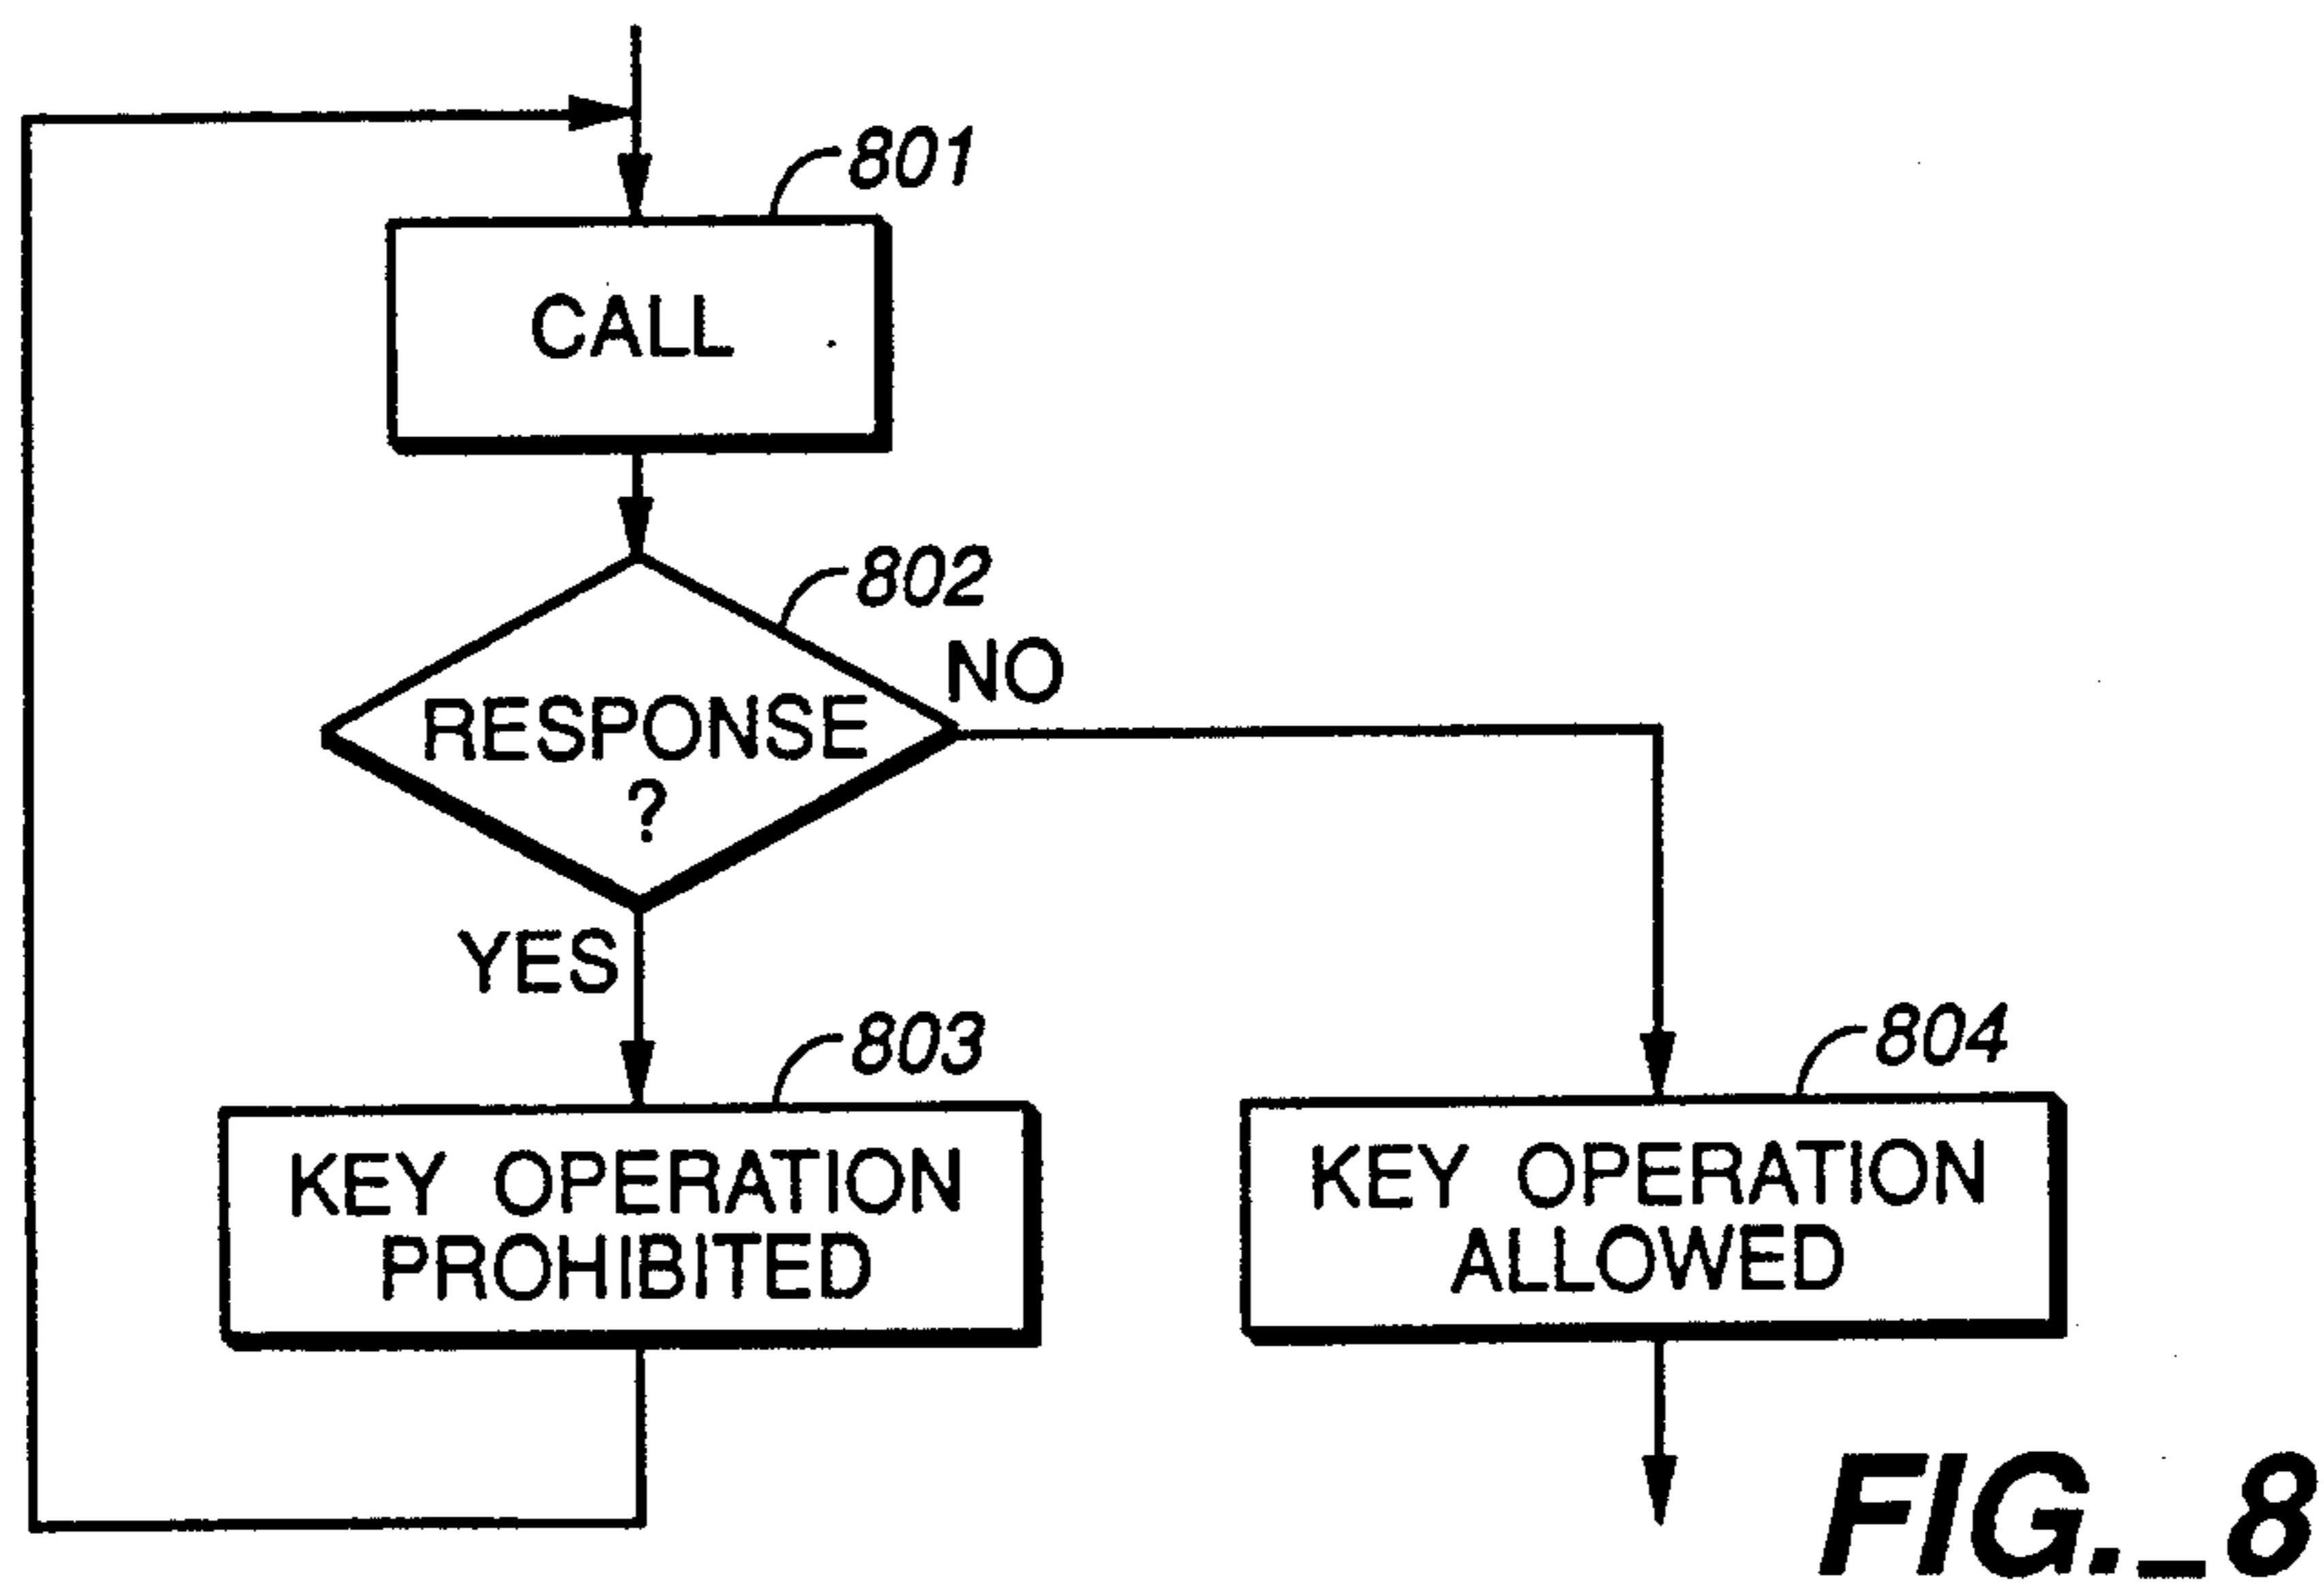 801
CALL
802
NO
RESPONSE
?
YES
803
804
KEY OPERATION
PROHIBITED
KEY OPERATION
ALLOWED
FIG._8